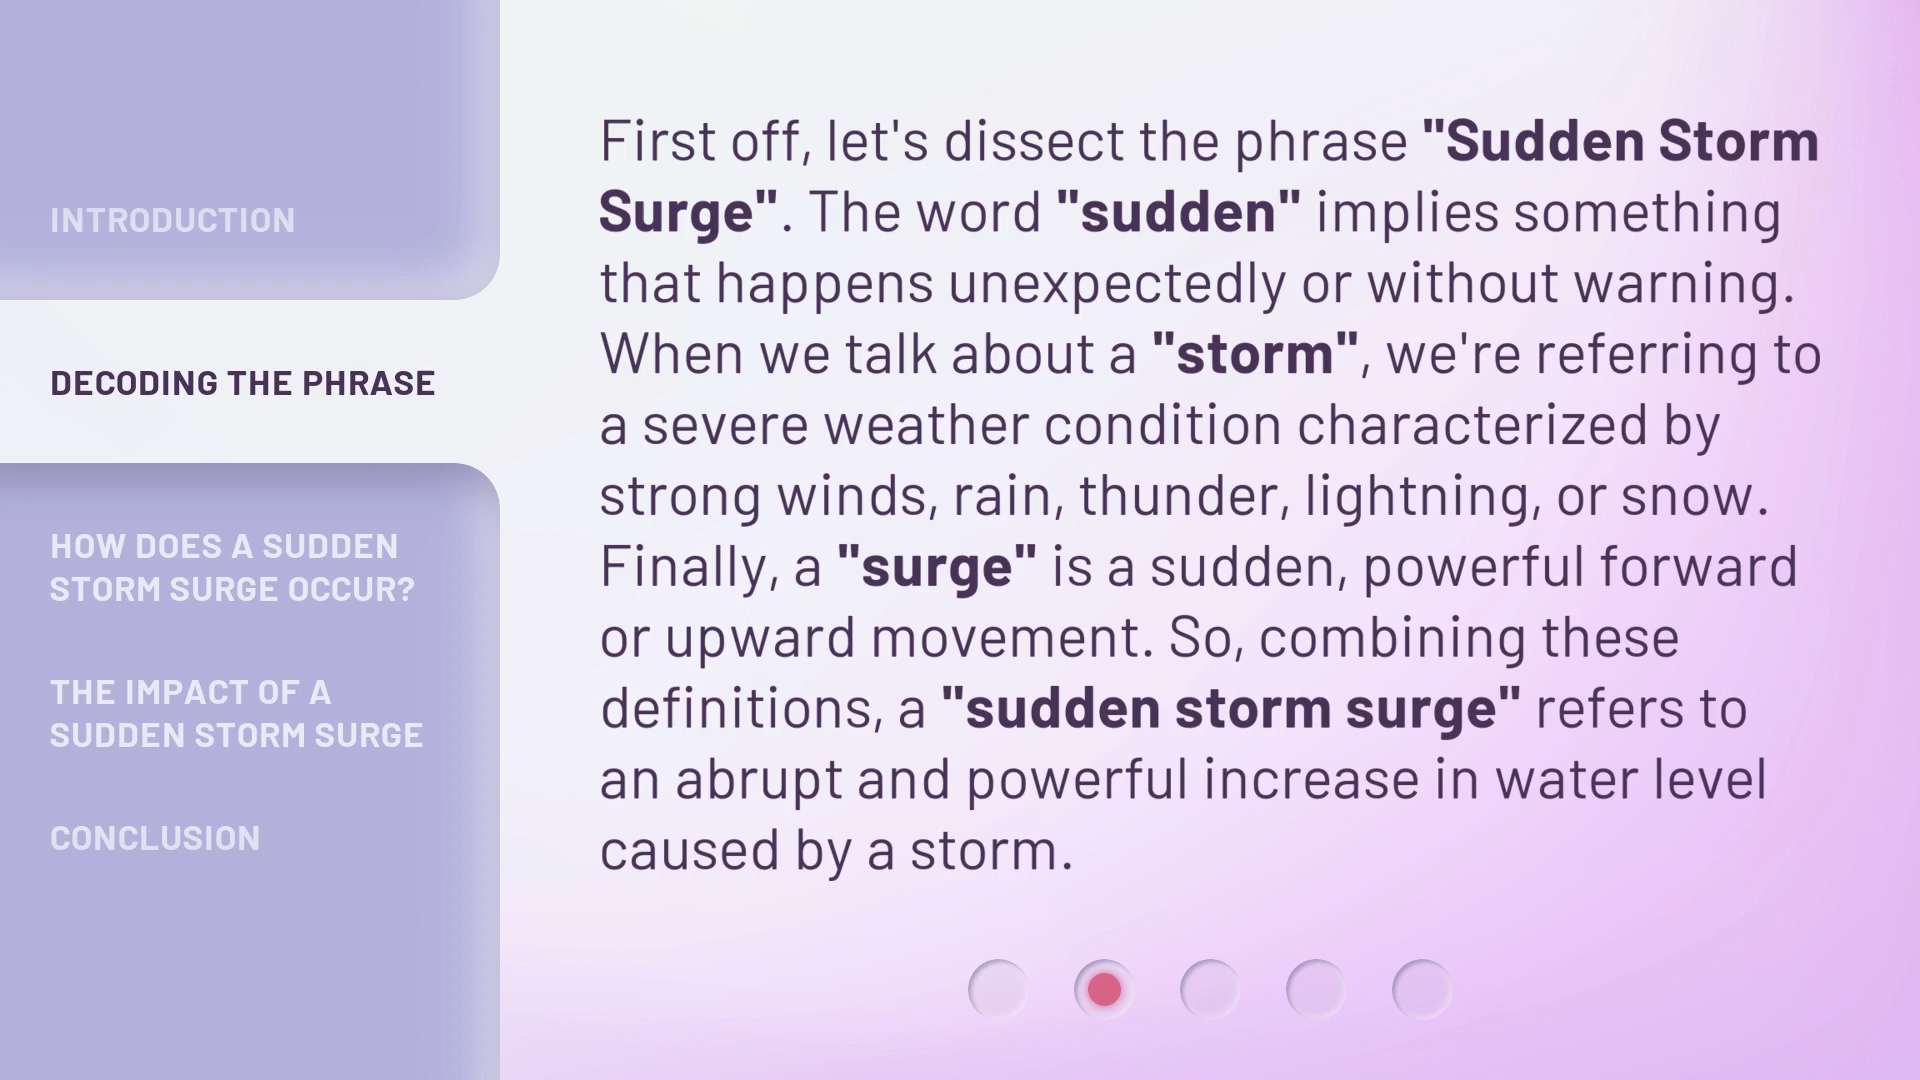 INTRODUCTION
DECODING THE PHRASE
HOW DOES A SUDDEN
STORM SURGE OCCUR?
THE IMPACT OF A
SUDDEN STORM SURGE
CONCLUSION
First off, let's dissect the phrase "Sudden Storm
Surge". The word "sudden" implies something
that happens unexpectedly or without warning.
When we talk about a "storm", we're referring to
a severe weather condition characterized by
strong winds, rain, thunder, lightning, or snow.
Finally, a "surge" is a sudden, powerful forward
or upward movement. So, combining these
definitions, a "sudden storm surge" refers to
an abrupt and powerful increase in water level
caused by a storm.